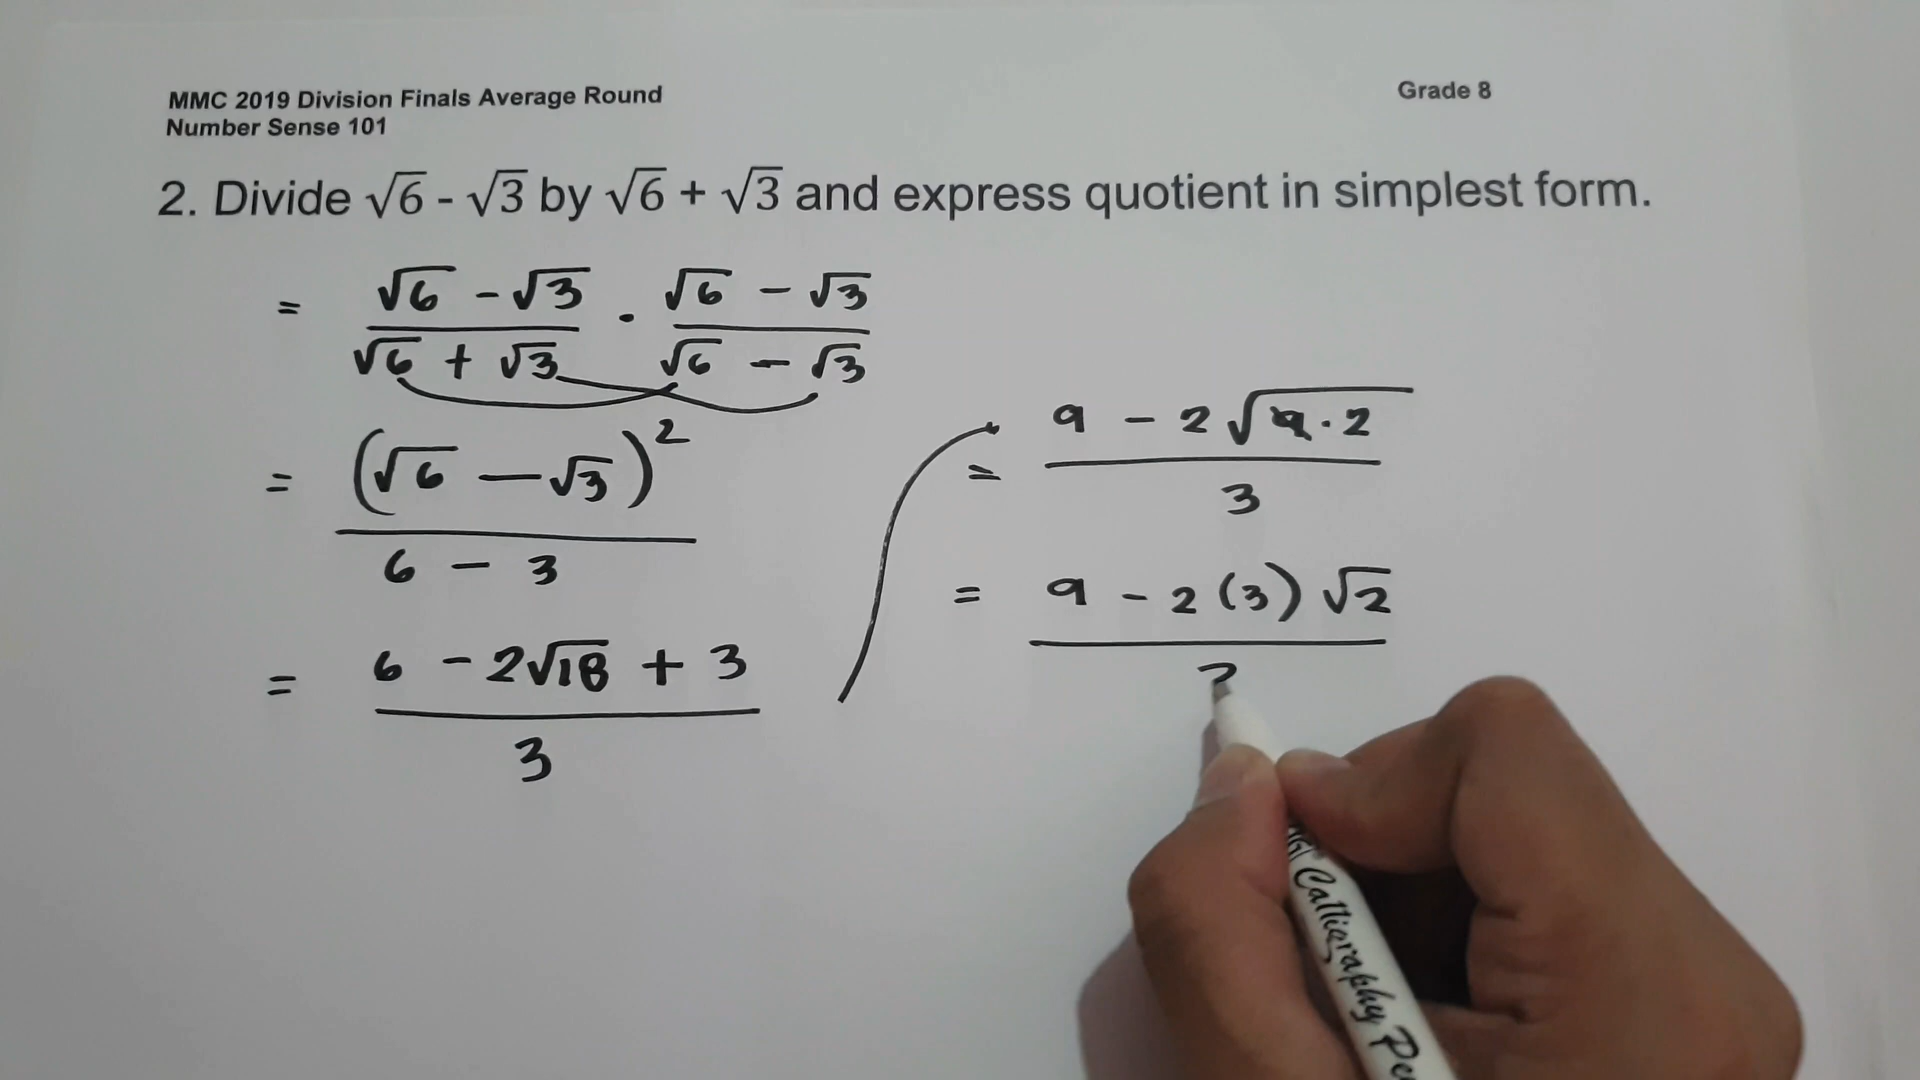 MMC 2019 Division Finals Average Round
Grade 8
Number Sense 101
2. Divide √6 - √3 by √6 + √3 and express quotient in simplest form.
= (√6 - √3)/(√6 + √3) · (√6 - √3)/(√6 - √3)
= (√6 - √3)²/(6 - 3)
= (6 - 2√18 + 3)/3
= (9 - 2√(9·2))/3
= (9 - 2(3)√2)/
Calligraphy Pe